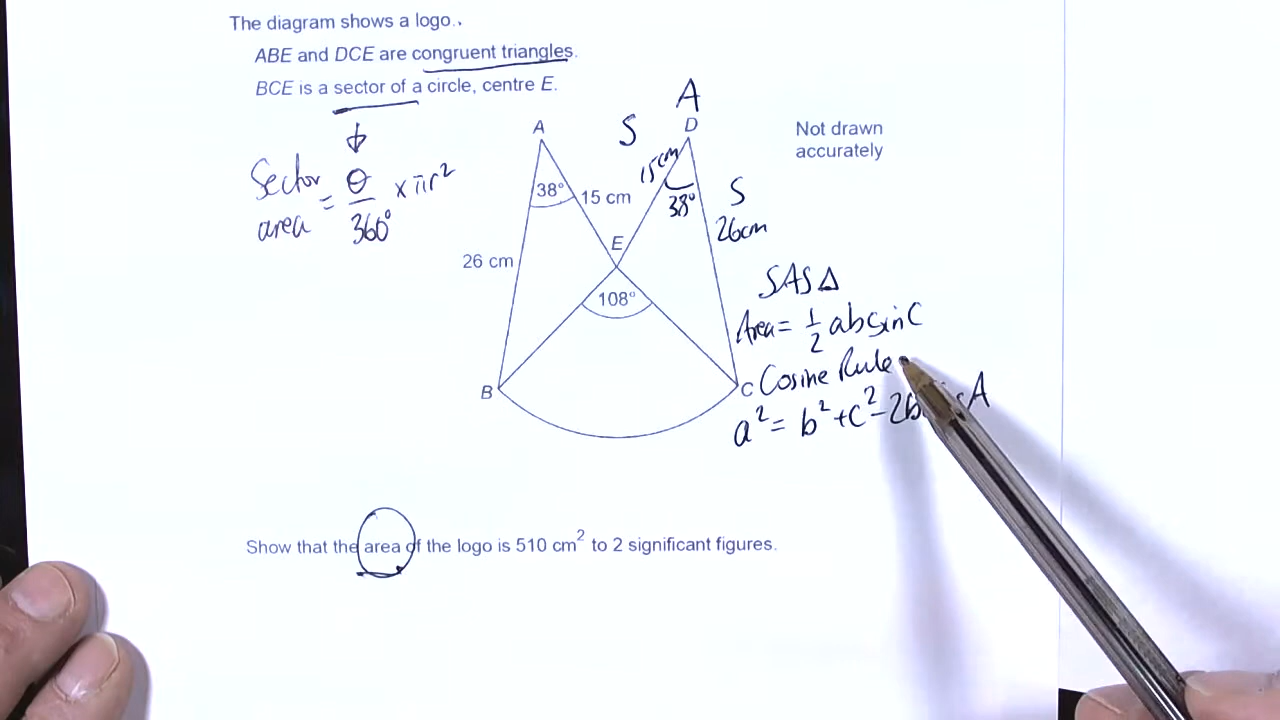 The diagram shows a logo.
ABE and DCE are congruent triangles.
BCE is a sector of a circle, centre E.
Sector area = θ/360° × πr²
A
S
A
D
Not drawn
accurately
15cm
38°
15 cm
38°
S
26cm
E
26 cm
108°
SAS Δ
Area = 1/2 ab sin C
B
C
Cosine Rule
a² = b² + c² - 2b A
Show that the area of the logo is 510 cm² to 2 significant figures.